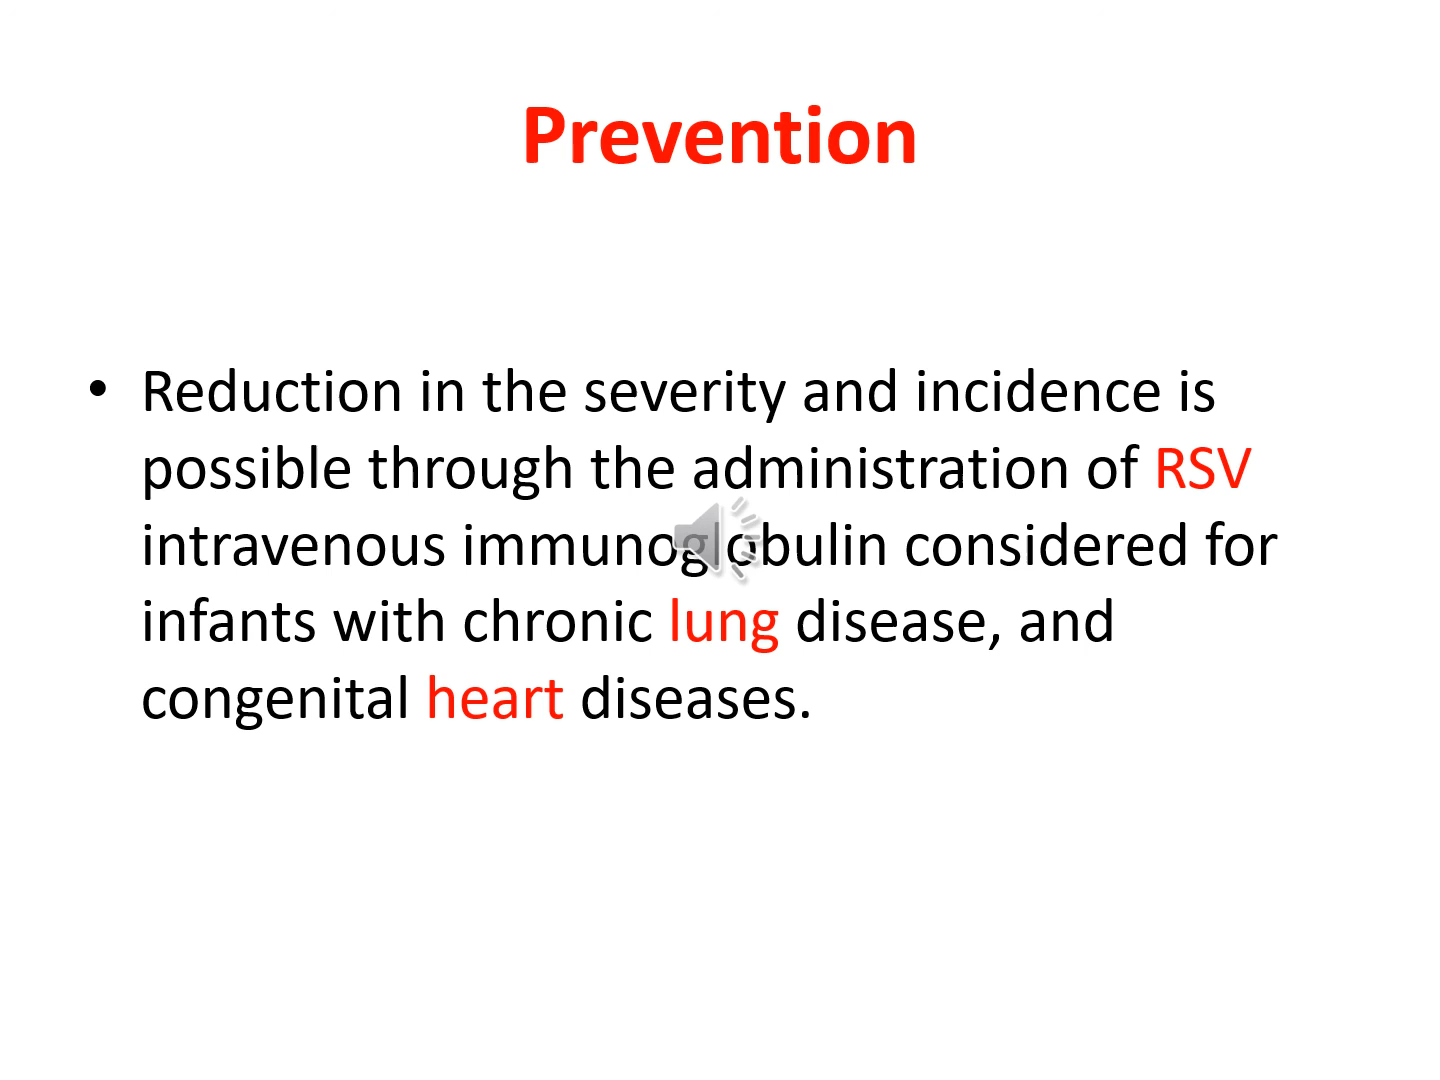 Prevention
• Reduction in the severity and incidence is
possible through the administration of RSV
intravenous immunoglobulin considered for
infants with chronic lung disease, and
congenital heart diseases.